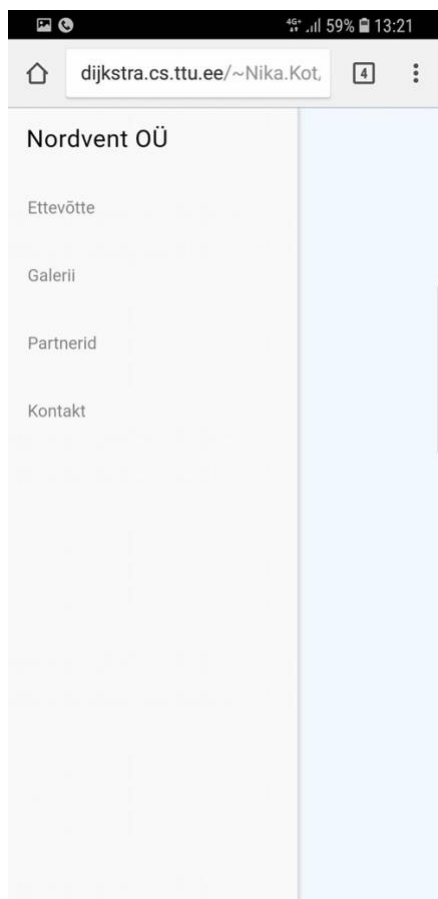 4G+ 59% 13:21
dijkstra.cs.ttu.ee/~Nika.Kot
4
Nordvent OÜ
Ettevõtte
Galerii
Partnerid
Kontakt